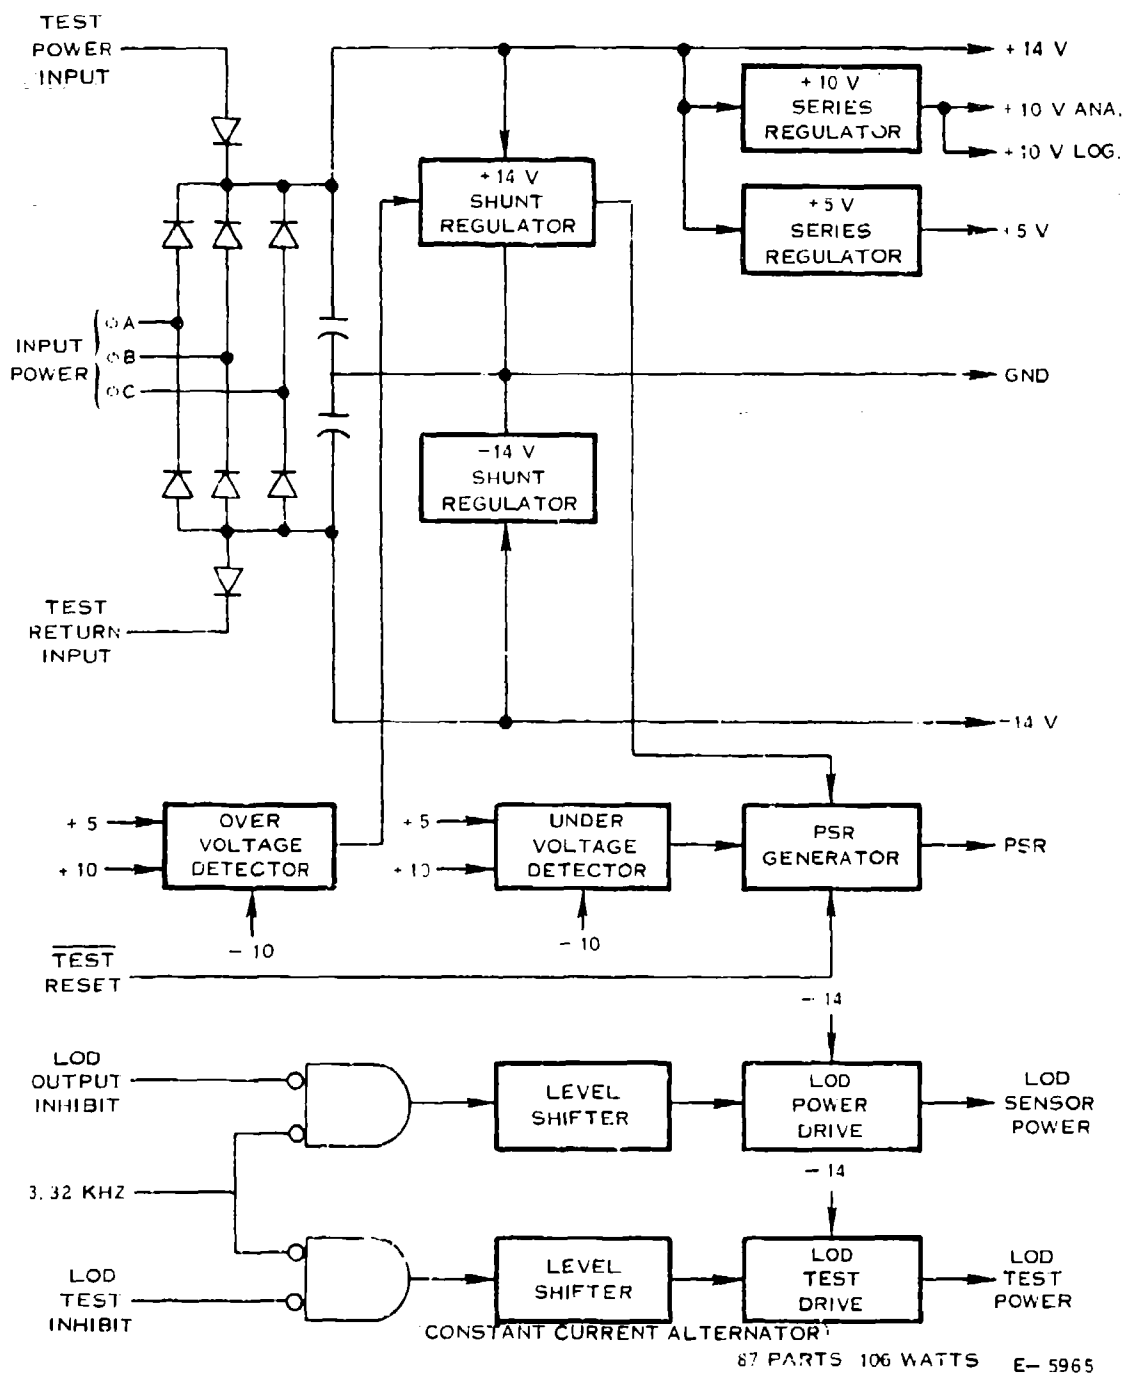 TEST
POWER
INPUT
+14 V
+10 V
SERIES
REGULATOR
+10 V ANA.
+10 V LOG.
+14 V
SHUNT
REGULATOR
+5 V
SERIES
REGULATOR
+5 V
INPUT
POWER
ΦA
ΦB
ΦC
GND
-14 V
SHUNT
REGULATOR
TEST
RETURN
INPUT
-14 V
+5
+10
OVER
VOLTAGE
DETECTOR
-10
+5
+10
UNDER
VOLTAGE
DETECTOR
-10
PSR
GENERATOR
PSR
TEST
RESET
-14
LOD
OUTPUT
INHIBIT
LEVEL
SHIFTER
LOD
POWER
DRIVE
LOD
SENSOR
POWER
3.32 KHZ
-14
LOD
TEST
INHIBIT
LEVEL
SHIFTER
LOD
TEST
DRIVE
LOD
TEST
POWER
CONSTANT CURRENT ALTERNATOR
87 PARTS 106 WATTS E-5965